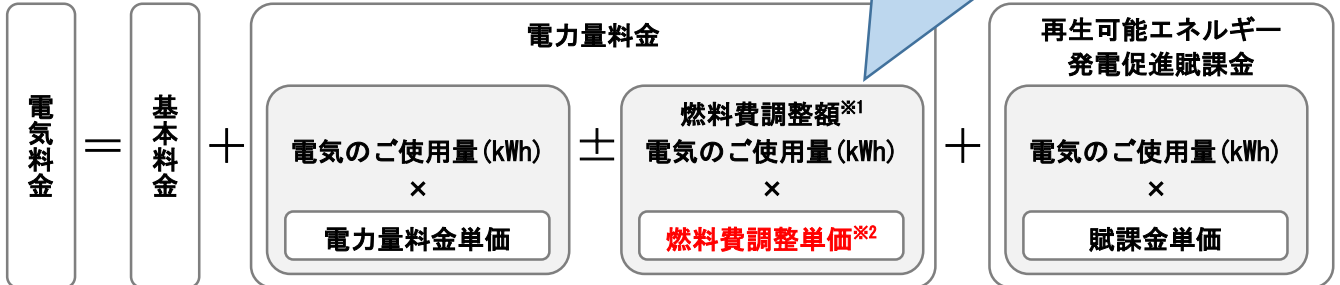 電気料金
＝
基本料金
＋
電力量料金
電気のご使用量(kWh)
×
電力量料金単価
±
燃料費調整額※1
電気のご使用量(kWh)
×
燃料費調整単価※2
＋
再生可能エネルギー
発電促進賦課金
電気のご使用量(kWh)
×
賦課金単価